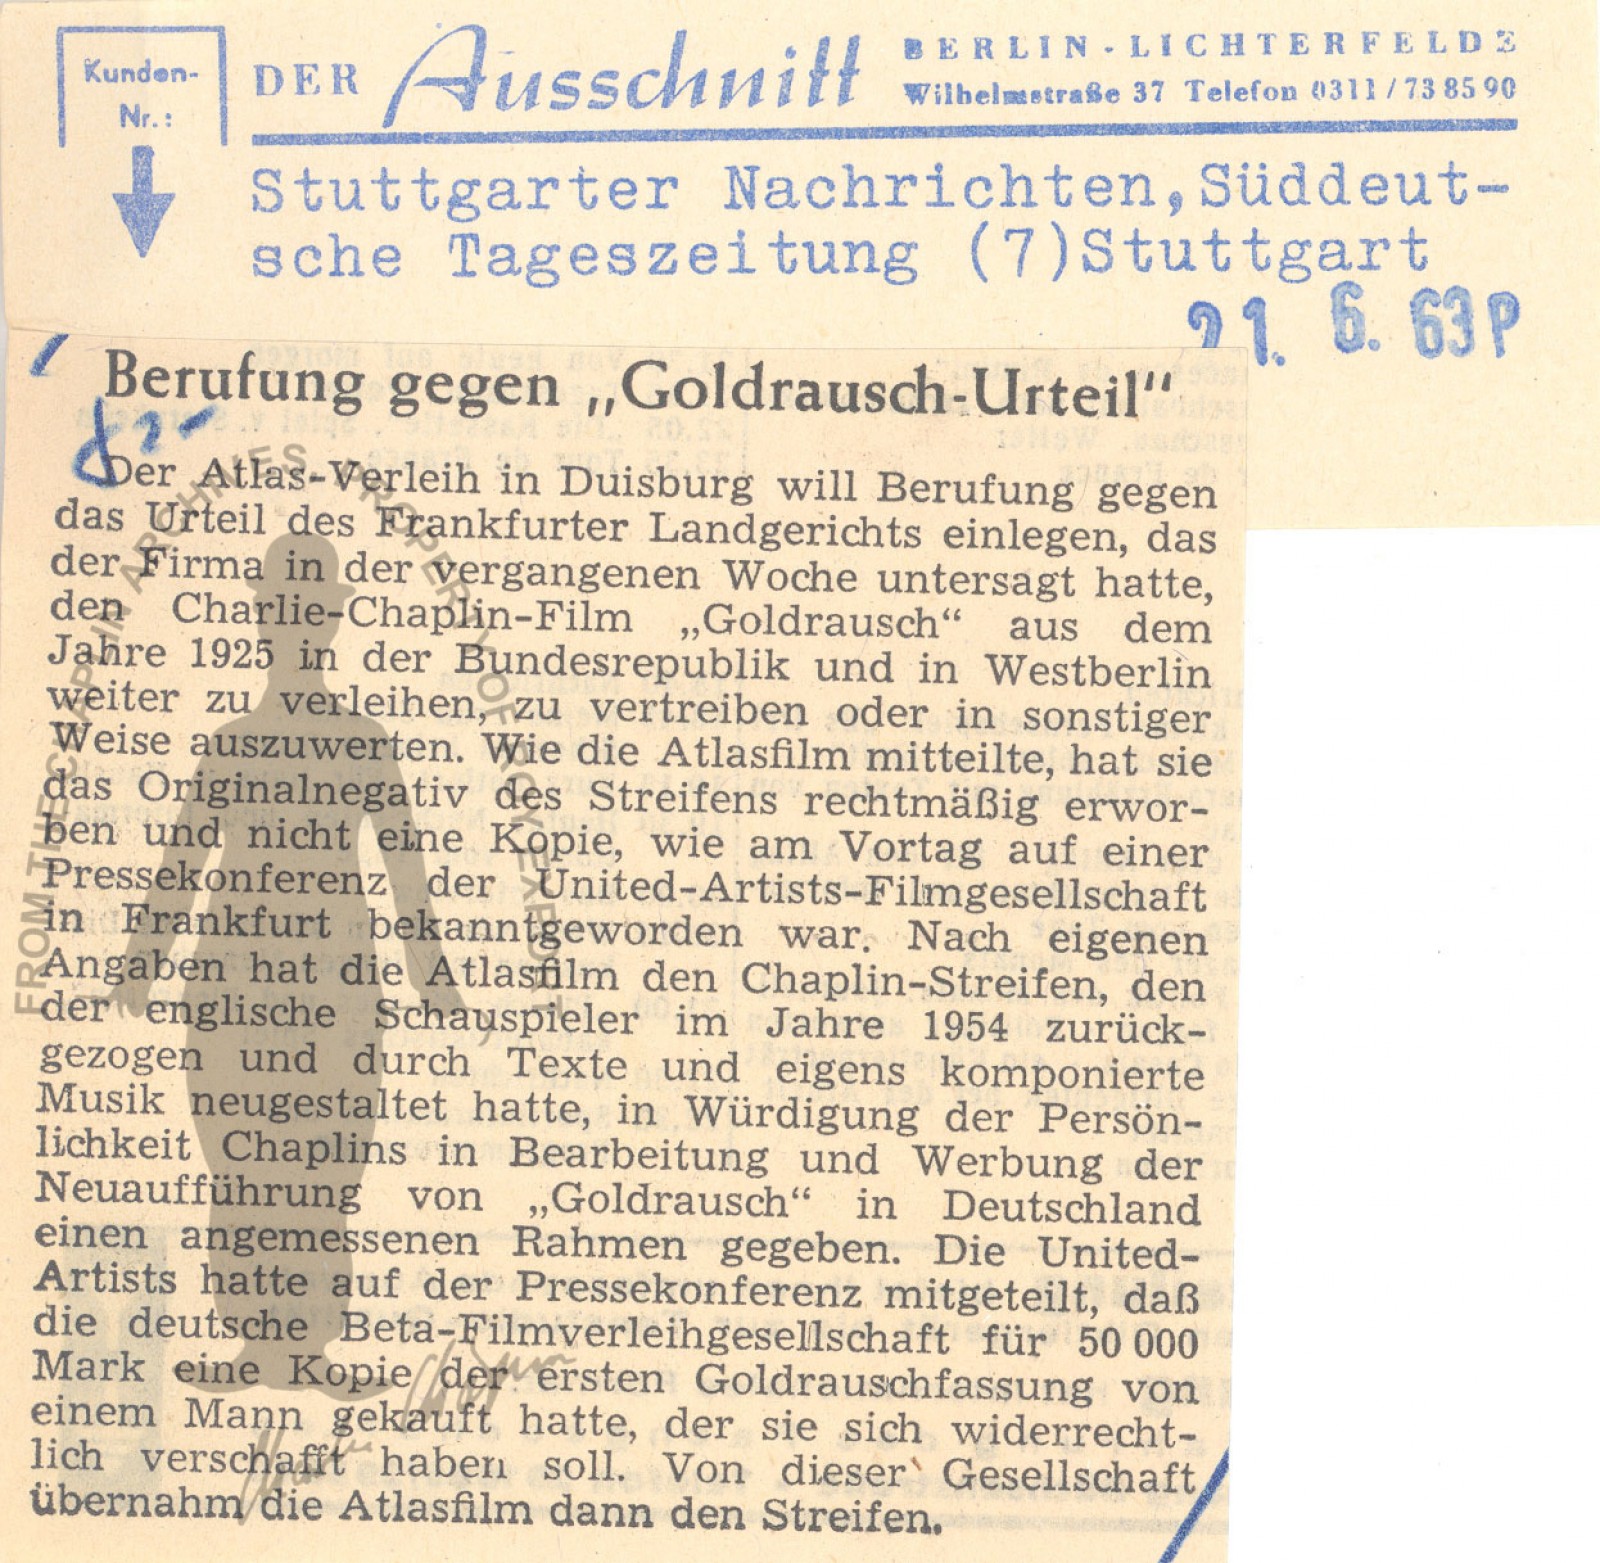 Kunden-
Nr.:
DER Ausschnitt
BERLIN-LICHTERFELDE
Wilhelmstraße 37 Telefon 0311/738590
Stuttgarter Nachrichten, Süddeut-
sche Tageszeitung (7) Stuttgart
21. 6. 63 P
Berufung gegen „Goldrausch-Urteil"
Der Atlas-Verleih in Duisburg will Berufung gegen
das Urteil des Frankfurter Landgerichts einlegen, das
der Firma in der vergangenen Woche untersagt hatte,
den Charlie-Chaplin-Film „Goldrausch“ aus dem
Jahre 1925 in der Bundesrepublik und in Westberlin
weiter zu verleihen, zu vertreiben oder in sonstiger
Weise auszuwerten. Wie die Atlasfilm mitteilte, hat sie
das Originalnegativ des Streifens rechtmäßig erwor-
ben und nicht eine Kopie, wie am Vortag auf einer
Pressekonferenz der United-Artists-Filmgesellschaft
in Frankfurt bekanntgeworden war. Nach eigenen
Angaben hat die Atlasfilm den Chaplin-Streifen, den
der englische Schauspieler im Jahre 1954 zurück-
gezogen und durch Texte und eigens komponierte
Musik neugestaltet hatte, in Würdigung der Persön-
lichkeit Chaplins in Bearbeitung und Werbung der
Neuaufführung von „Goldrausch“ in Deutschland
einen angemessenen Rahmen gegeben. Die United-
Artists hatte auf der Pressekonferenz mitgeteilt, daß
die deutsche Beta-Filmverleihgesellschaft für 50 000
Mark eine Kopie der ersten Goldrauschfassung von
einem Mann gekauft hatte, der sie sich widerrecht-
lich verschafft haben soll. Von dieser Gesellschaft
übernahm die Atlasfilm dann den Streifen.
FROM THE CHAPLIN ARCHIVES PROPERTY OF ROY EXPORT